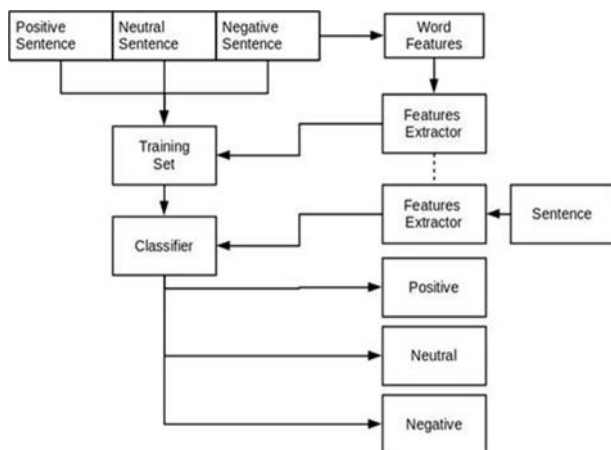 Positive
Sentence
Neutral
Sentence
Negative
Sentence
Word
Features
Features
Extractor
Training
Set
Features
Extractor
Sentence
Classifier
Positive
Neutral
Negative